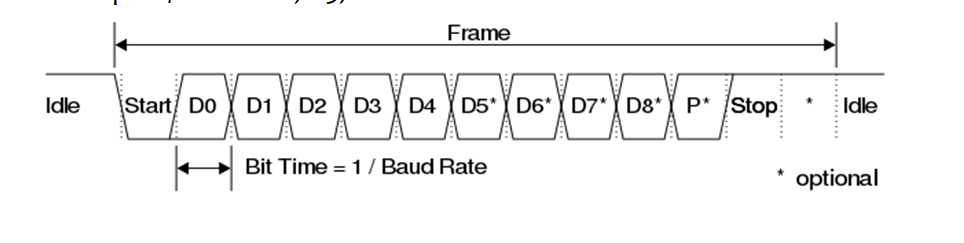 Frame
Idle Start D0 D1 D2 D3 D4 D5* D6* D7* D8* P* Stop * Idle
Bit Time = 1 / Baud Rate
* optional